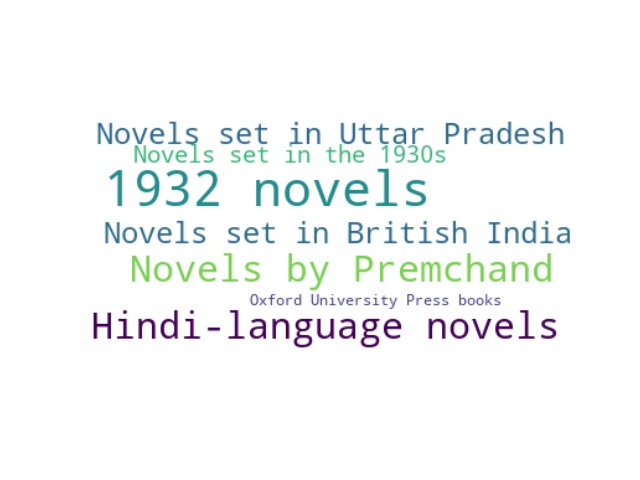 Novels set in Uttar Pradesh
Novels set in the 1930s
1932 novels
Novels set in British India
Novels by Premchand
Oxford University Press books
Hindi-language novels